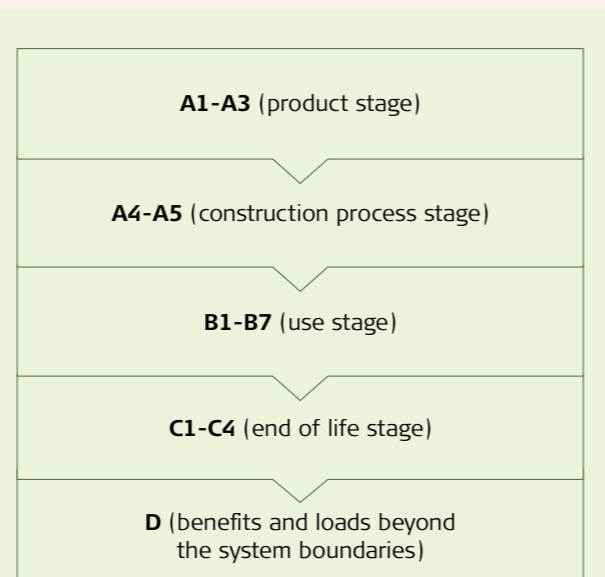 A1-A3 (product stage)
A4-A5 (construction process stage)
B1-B7 (use stage)
C1-C4 (end of life stage)
D (benefits and loads beyond
the system boundaries)